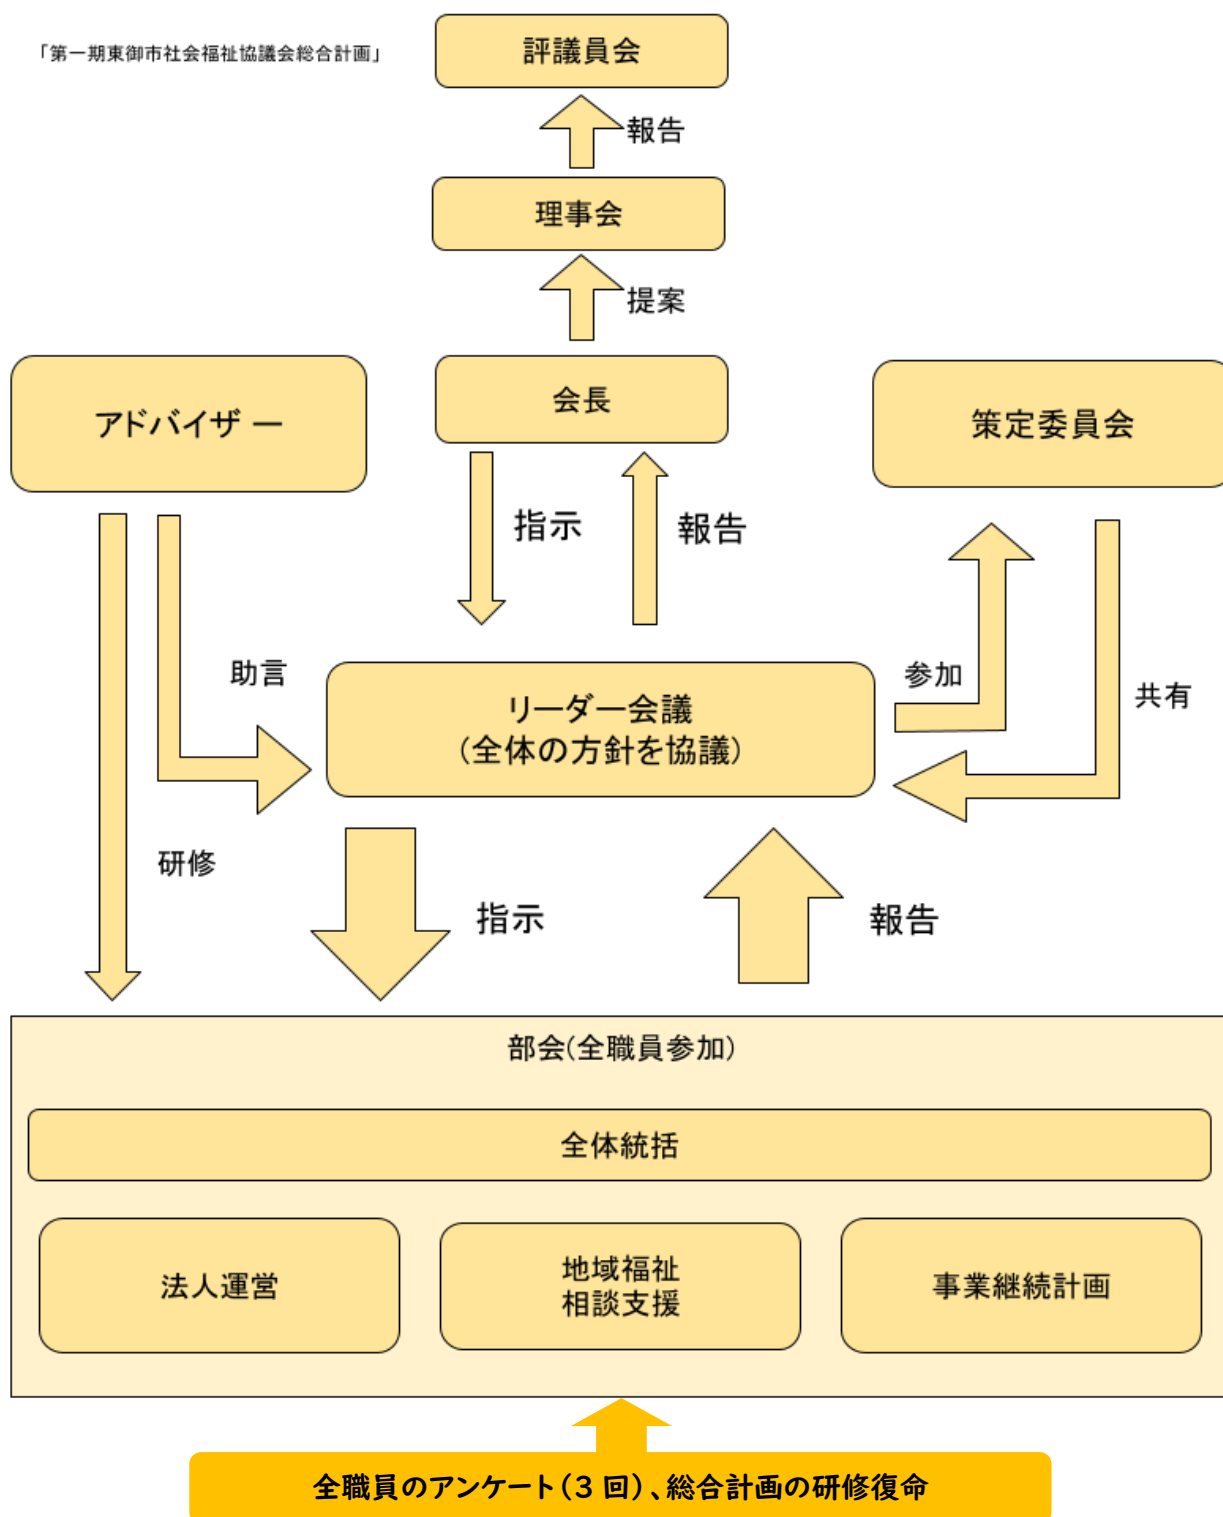 「第一期東御市社会福祉協議会総合計画」
評議員会
報告
理事会
提案
会長
アドバイザー
策定委員会
指示
報告
助言
参加
共有
リーダー会議
(全体の方針を協議)
研修
指示
報告
部会(全職員参加)
全体統括
法人運営
地域福祉
相談支援
事業継続計画
全職員のアンケート(3 回)、総合計画の研修復命